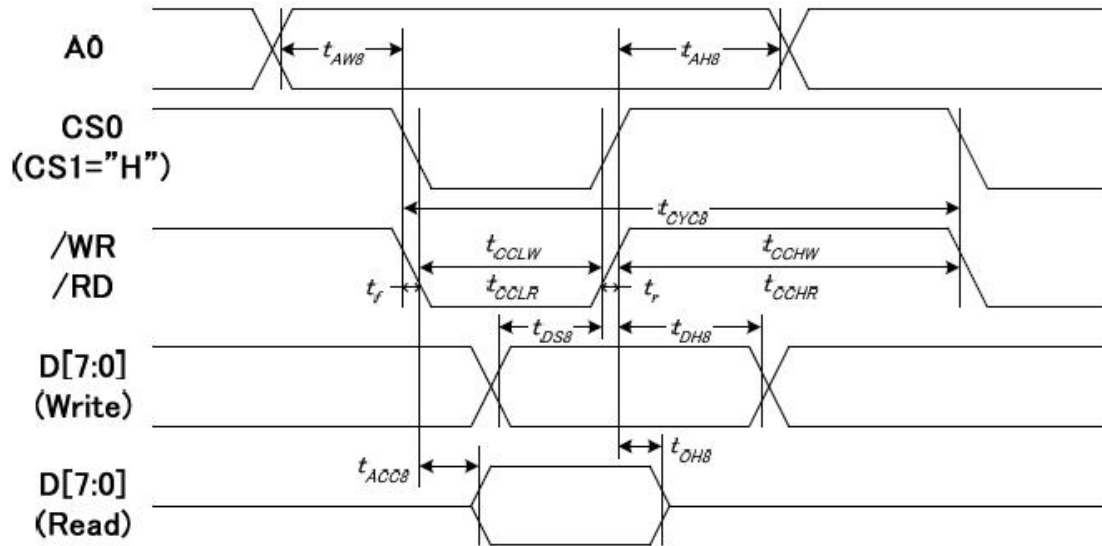 A0
tAW8
tAH8
CS0
(CS1="H")
tCYC8
/WR
/RD
tCCLW
tCCHW
tf
tCCLR
tr
tCCHR
tDS8
tDH8
D[7:0]
(Write)
tACC8
tOH8
D[7:0]
(Read)